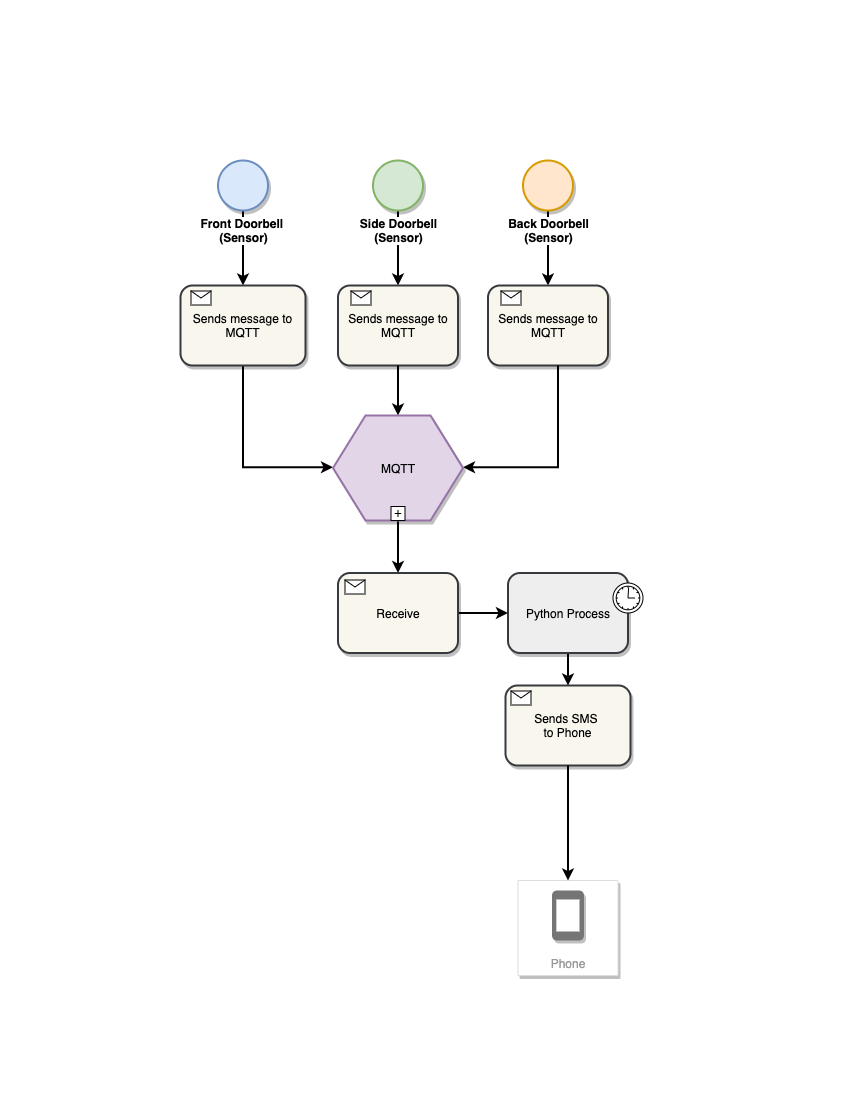 Front Doorbell
(Sensor)
Side Doorbell
(Sensor)
Back Doorbell
(Sensor)
Sends message to
MQTT
Sends message to
MQTT
Sends message to
MQTT
MQTT
+
Receive
Python Process
Sends SMS
to Phone
Phone